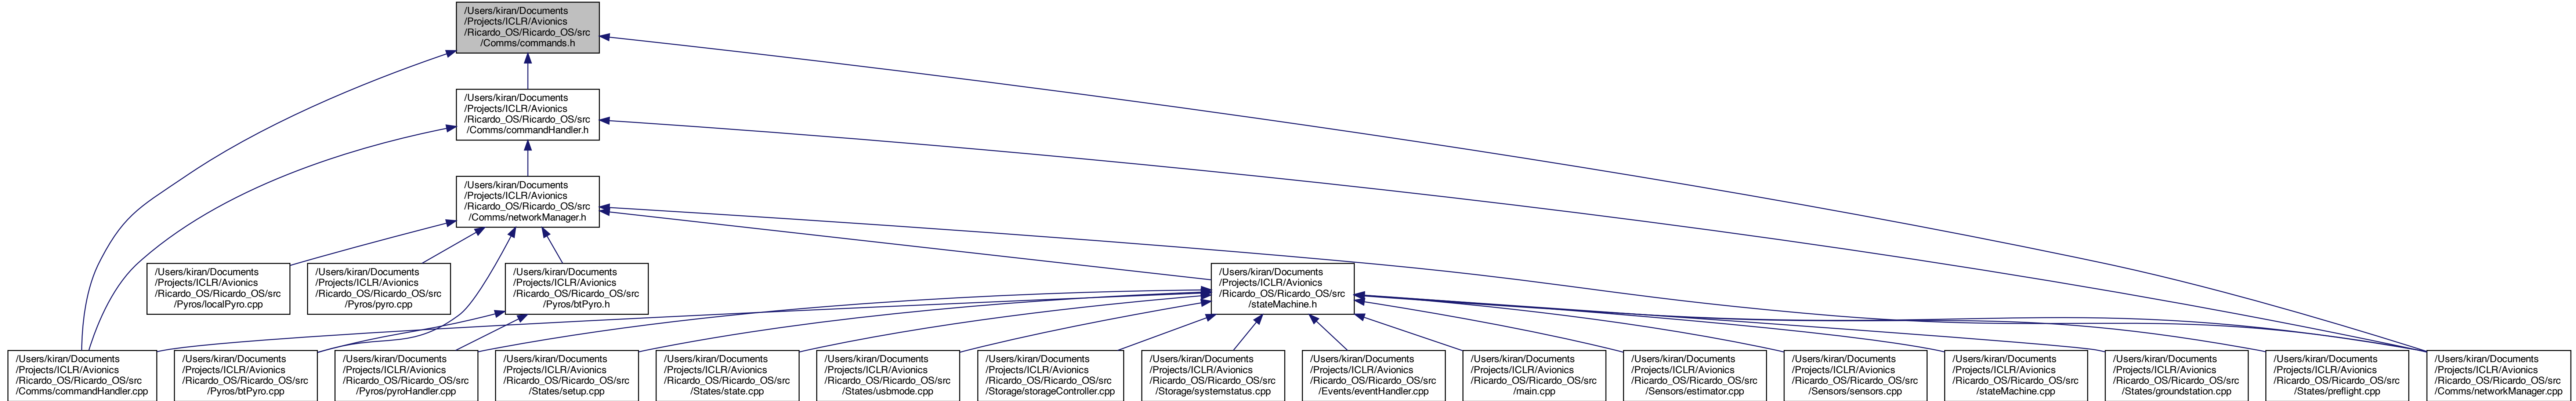 /Users/kiran/Documents
/Projects/ICLR/Avionics
/Ricardo_OS/Ricardo_OS/src
/Comms/commands.h
/Users/kiran/Documents
/Projects/ICLR/Avionics
/Ricardo_OS/Ricardo_OS/src
/Comms/commandHandler.h
/Users/kiran/Documents
/Projects/ICLR/Avionics
/Ricardo_OS/Ricardo_OS/src
/Comms/networkManager.h
/Users/kiran/Documents
/Projects/ICLR/Avionics
/Ricardo_OS/Ricardo_OS/src
/Pyros/localPyro.cpp
/Users/kiran/Documents
/Projects/ICLR/Avionics
/Ricardo_OS/Ricardo_OS/src
/Pyros/pyro.cpp
/Users/kiran/Documents
/Projects/ICLR/Avionics
/Ricardo_OS/Ricardo_OS/src
/Pyros/btPyro.h
/Users/kiran/Documents
/Projects/ICLR/Avionics
/Ricardo_OS/Ricardo_OS/src
/stateMachine.h
/Users/kiran/Documents
/Projects/ICLR/Avionics
/Ricardo_OS/Ricardo_OS/src
/Comms/commandHandler.cpp
/Users/kiran/Documents
/Projects/ICLR/Avionics
/Ricardo_OS/Ricardo_OS/src
/Pyros/btPyro.cpp
/Users/kiran/Documents
/Projects/ICLR/Avionics
/Ricardo_OS/Ricardo_OS/src
/Pyros/pyroHandler.cpp
/Users/kiran/Documents
/Projects/ICLR/Avionics
/Ricardo_OS/Ricardo_OS/src
/States/setup.cpp
/Users/kiran/Documents
/Projects/ICLR/Avionics
/Ricardo_OS/Ricardo_OS/src
/States/state.cpp
/Users/kiran/Documents
/Projects/ICLR/Avionics
/Ricardo_OS/Ricardo_OS/src
/States/usbmode.cpp
/Users/kiran/Documents
/Projects/ICLR/Avionics
/Ricardo_OS/Ricardo_OS/src
/Storage/storageController.cpp
/Users/kiran/Documents
/Projects/ICLR/Avionics
/Ricardo_OS/Ricardo_OS/src
/Storage/systemstatus.cpp
/Users/kiran/Documents
/Projects/ICLR/Avionics
/Ricardo_OS/Ricardo_OS/src
/Events/eventHandler.cpp
/Users/kiran/Documents
/Projects/ICLR/Avionics
/Ricardo_OS/Ricardo_OS/src
/main.cpp
/Users/kiran/Documents
/Projects/ICLR/Avionics
/Ricardo_OS/Ricardo_OS/src
/Sensors/estimator.cpp
/Users/kiran/Documents
/Projects/ICLR/Avionics
/Ricardo_OS/Ricardo_OS/src
/Sensors/sensors.cpp
/Users/kiran/Documents
/Projects/ICLR/Avionics
/Ricardo_OS/Ricardo_OS/src
/stateMachine.cpp
/Users/kiran/Documents
/Projects/ICLR/Avionics
/Ricardo_OS/Ricardo_OS/src
/States/groundstation.cpp
/Users/kiran/Documents
/Projects/ICLR/Avionics
/Ricardo_OS/Ricardo_OS/src
/States/preflight.cpp
/Users/kiran/Documents
/Projects/ICLR/Avionics
/Ricardo_OS/Ricardo_OS/src
/Comms/networkManager.cpp